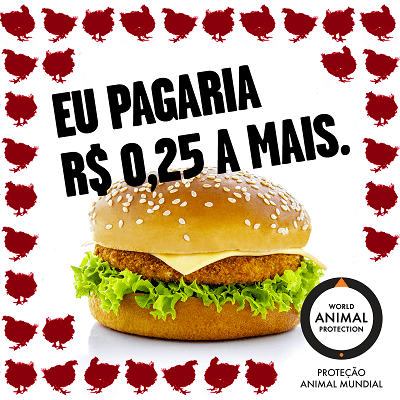 EU PAGARIA
R$ 0,25 A MAIS.
WORLD
ANIMAL
PROTECTION
PROTEÇÃO
ANIMAL MUNDIAL